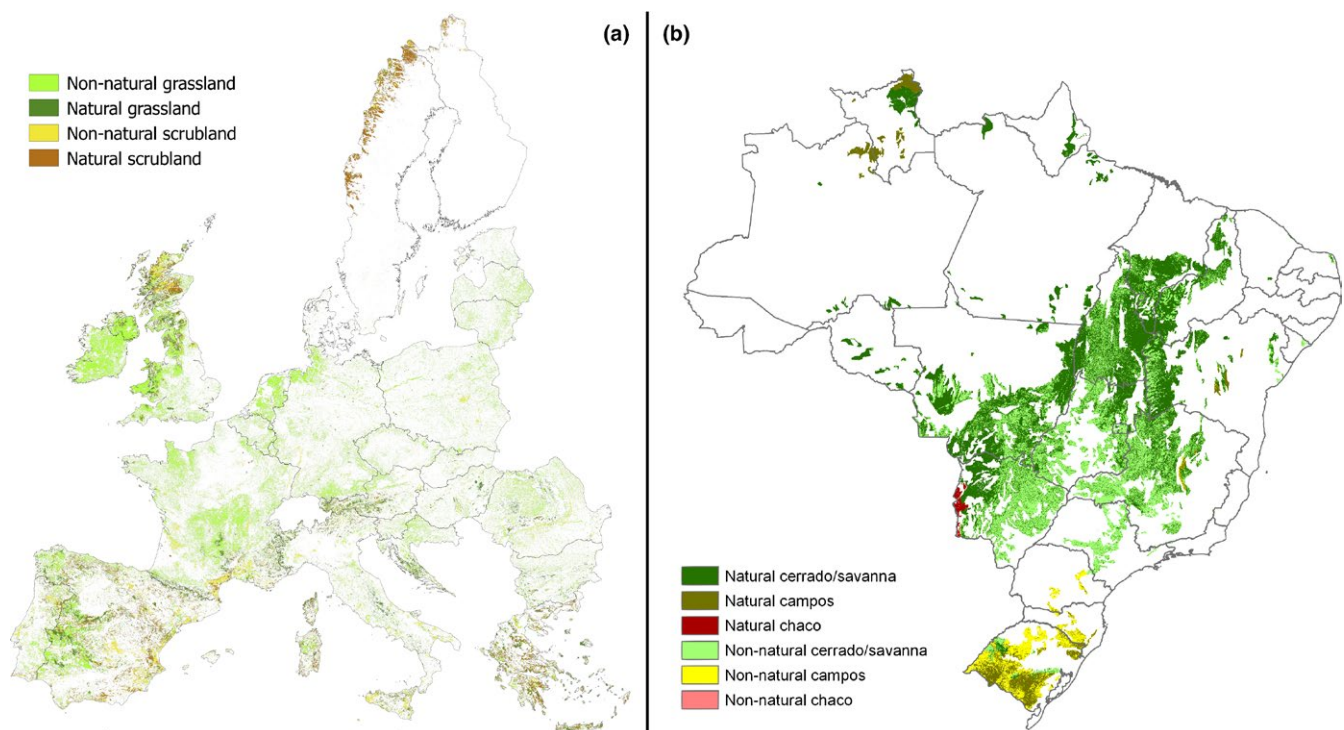 (a)
Non-natural grassland
Natural grassland
Non-natural scrubland
Natural scrubland
(b)
Natural cerrado/savanna
Natural campos
Natural chaco
Non-natural cerrado/savanna
Non-natural campos
Non-natural chaco